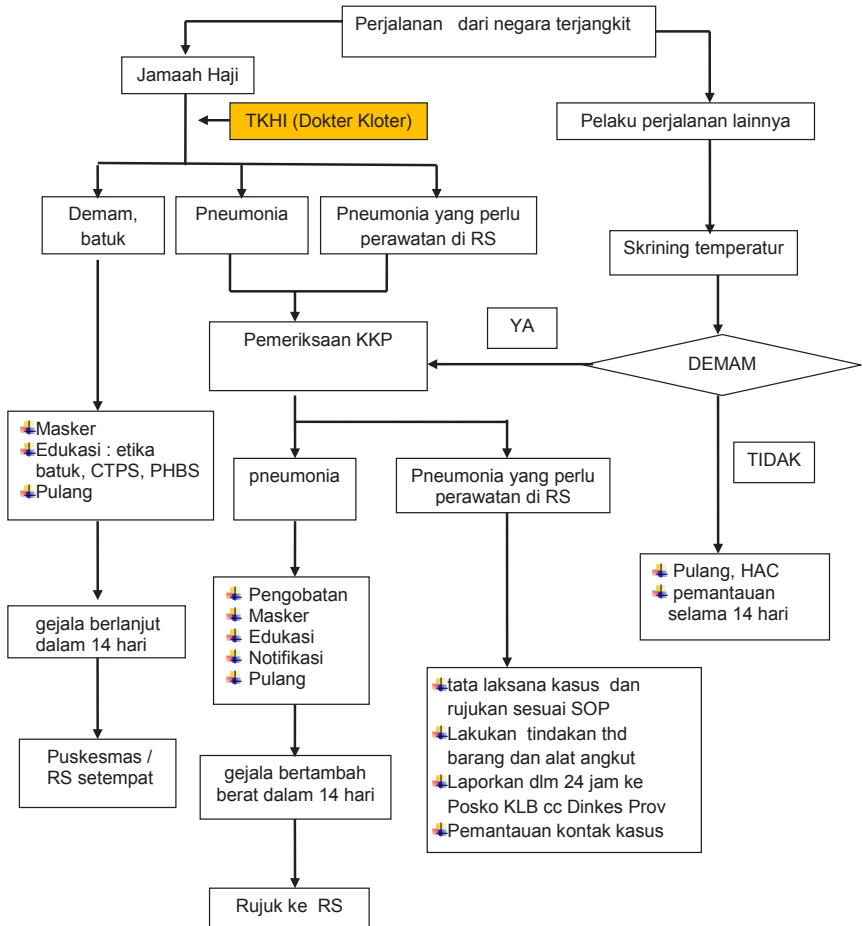 Perjalanan dari negara terjangkit
Jamaah Haji
TKHI (Dokter Kloter)
Pelaku perjalanan lainnya
Demam,
batuk
Pneumonia
Pneumonia yang perlu
perawatan di RS
Skrining temperatur
YA
Pemeriksaan KKP
DEMAM
Masker
Edukasi : etika
batuk, CTPS, PHBS
Pulang
pneumonia
Pneumonia yang perlu
perawatan di RS
TIDAK
Pulang, HAC
pemantauan
selama 14 hari
Pengobatan
Masker
Edukasi
Notifikasi
Pulang
gejala berlanjut
dalam 14 hari
tata laksana kasus dan
rujukan sesuai SOP
Lakukan tindakan thd
barang dan alat angkut
Laporkan dlm 24 jam ke
Posko KLB cc Dinkes Prov
Pemantauan kontak kasus
Puskesmas /
RS setempat
gejala bertambah
berat dalam 14 hari
Rujuk ke RS